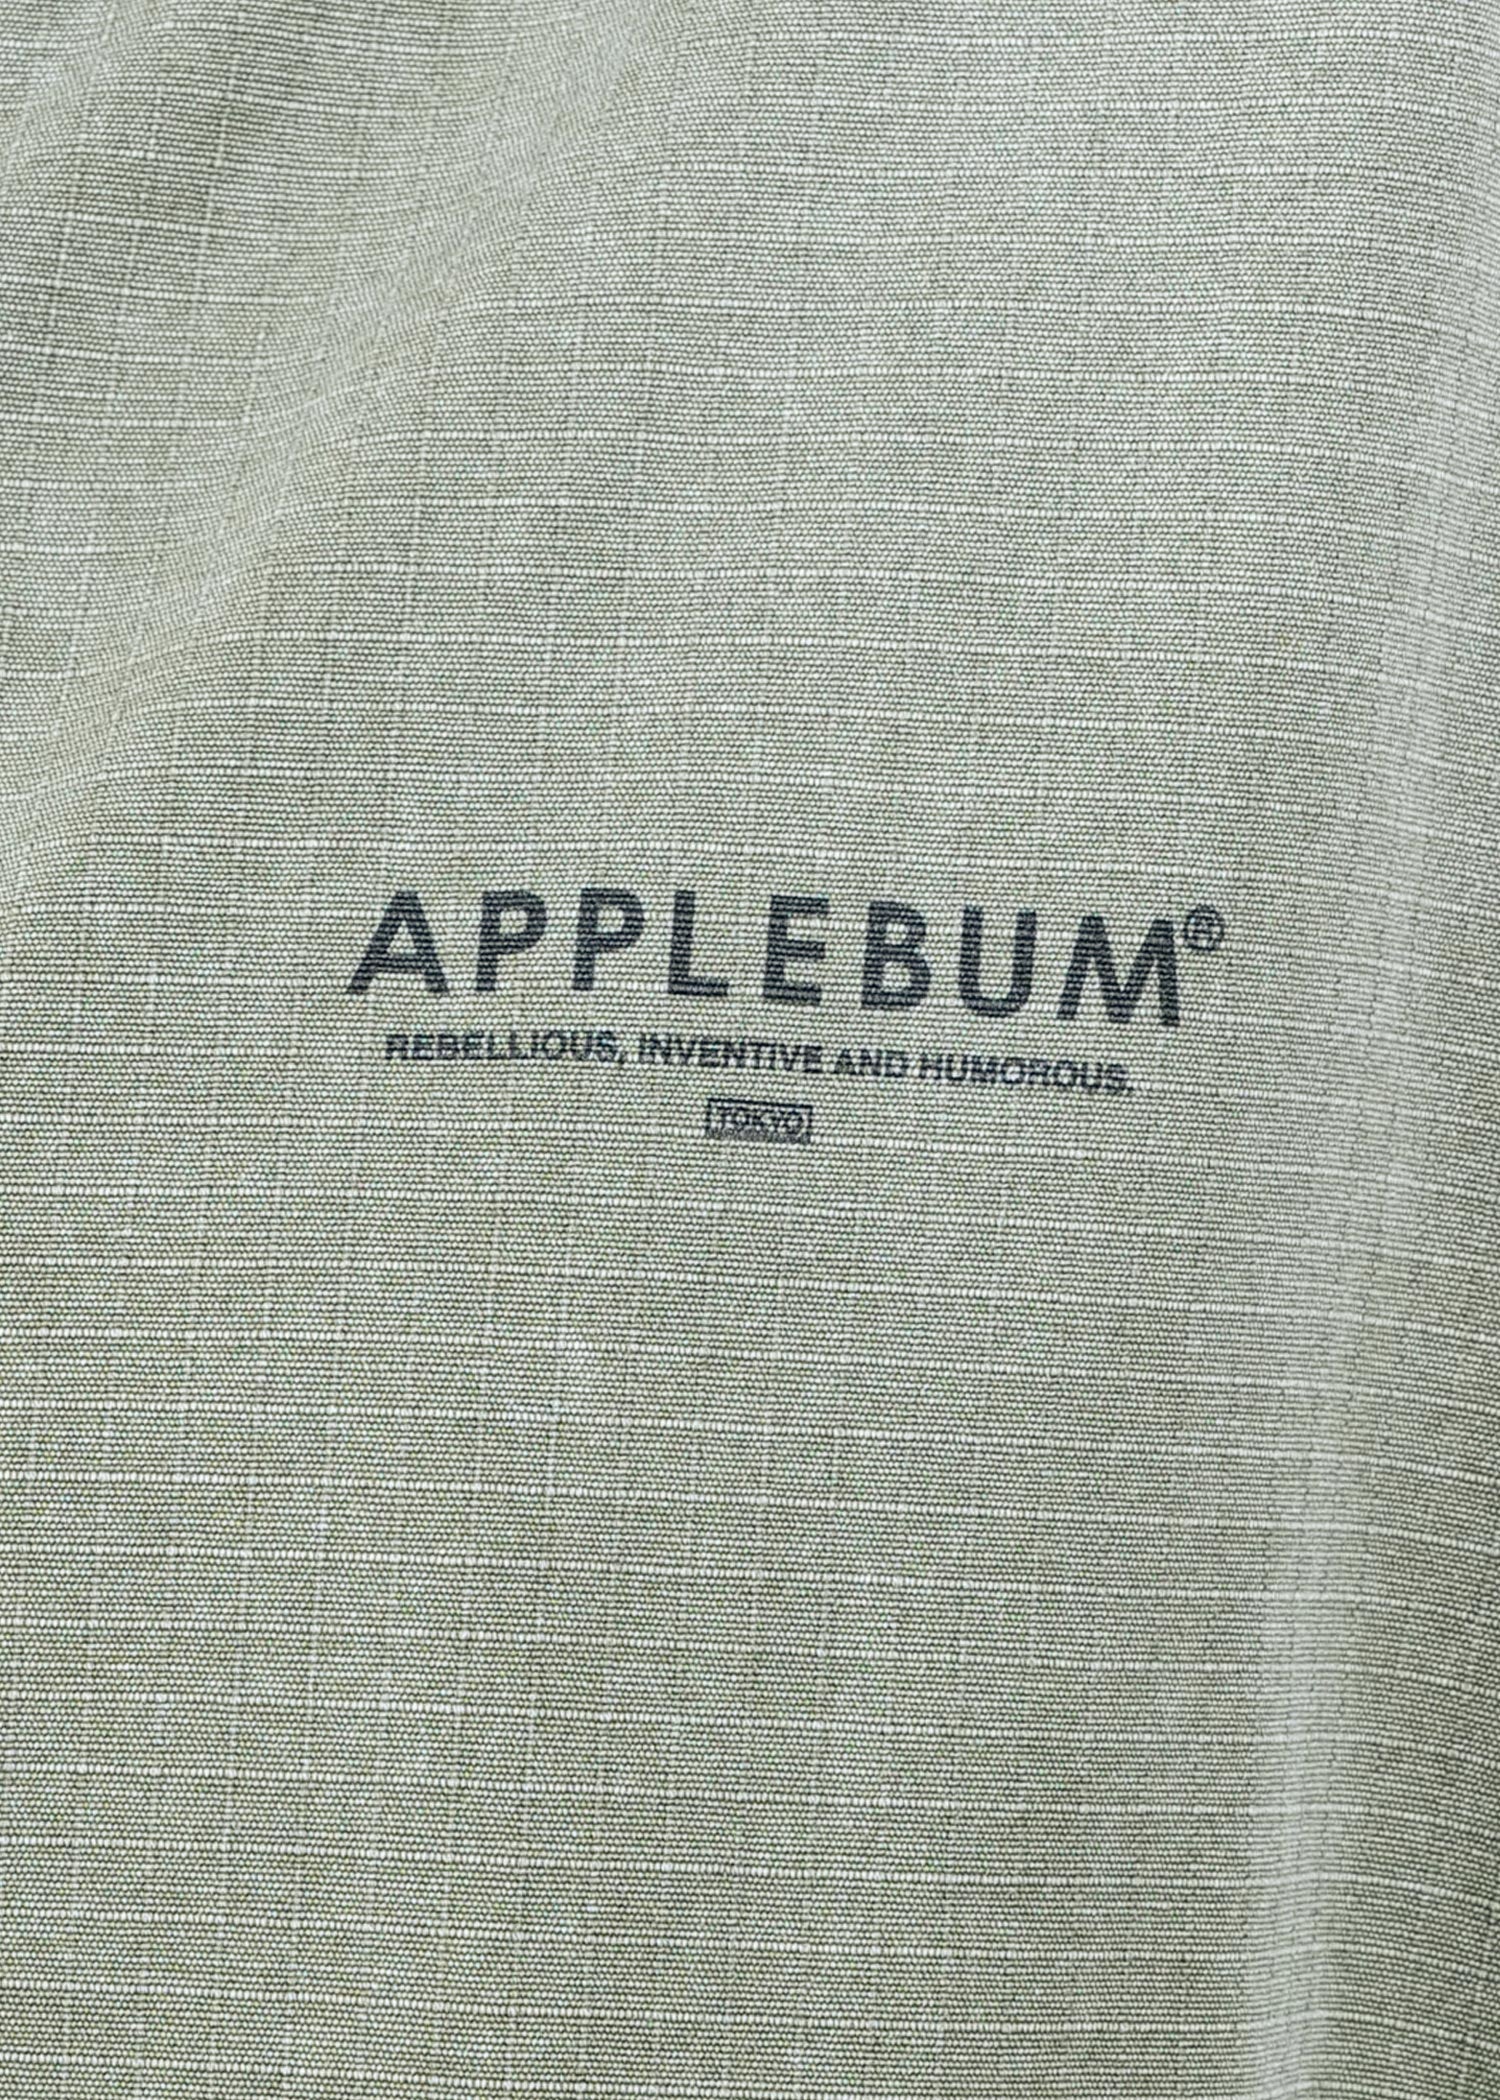 APPLEBUM®
REBELLIOUS, INVENTIVE AND HUMOROUS.
TOKYO